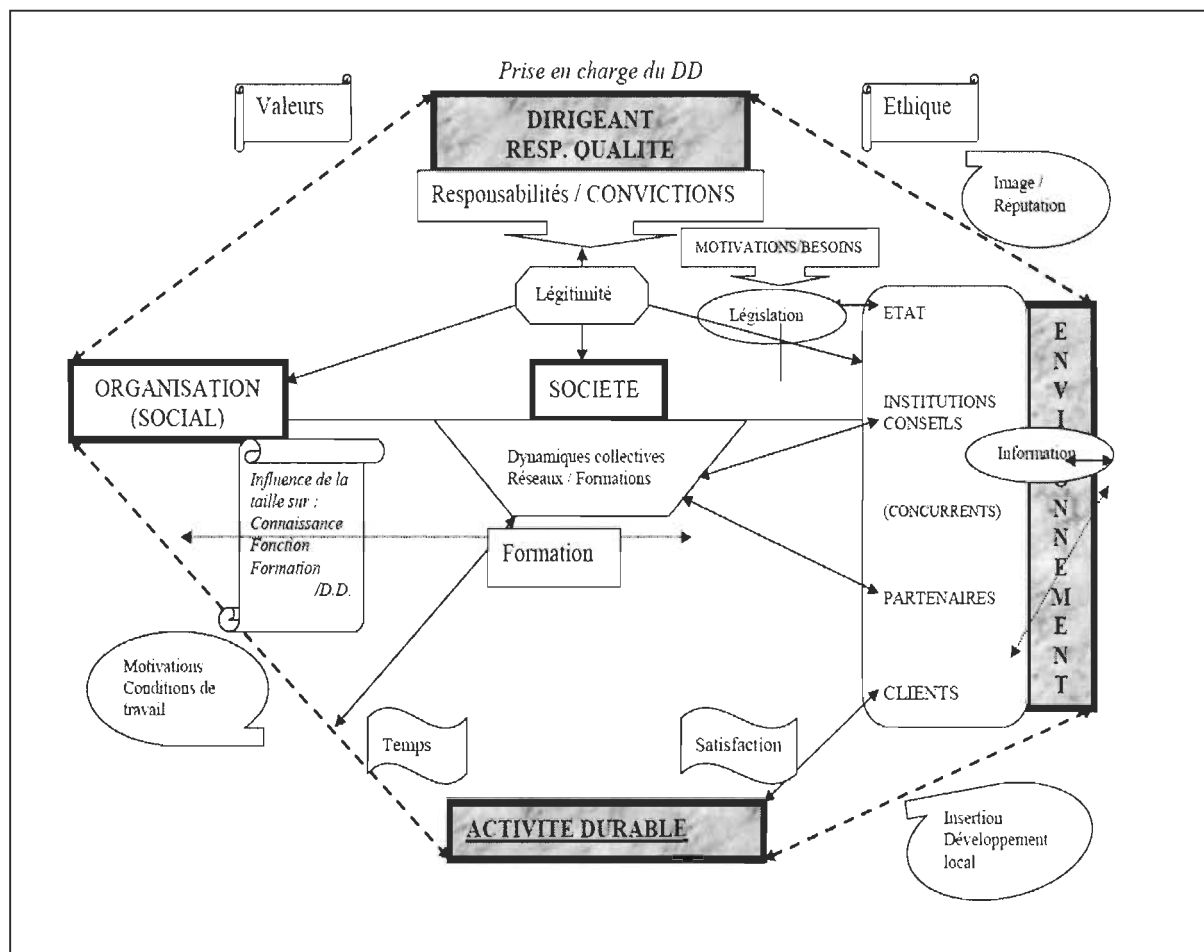 Prise en charge du DD
Valeurs
DIRIGEANT
RESP. QUALITE
Ethique
Responsabilités / CONVICTIONS
Image /
Réputation
MOTIVATIONS/BESOINS
Légitimité
Législation
ETAT
ORGANISATION
(SOCIAL)
SOCIETE
INSTITUTIONS
CONSEILS
ENVIRONNEMENT
Information
Dynamiques collectives
Réseaux / Formations
Influence de la
taille sur :
Connaissance
Fonction
Formation
/D.D.
(CONCURRENTS)
Formation
PARTENAIRES
Motivations
Conditions de
travail
CLIENTS
Temps
Satisfaction
ACTIVITE DURABLE
Insertion
Développement
local